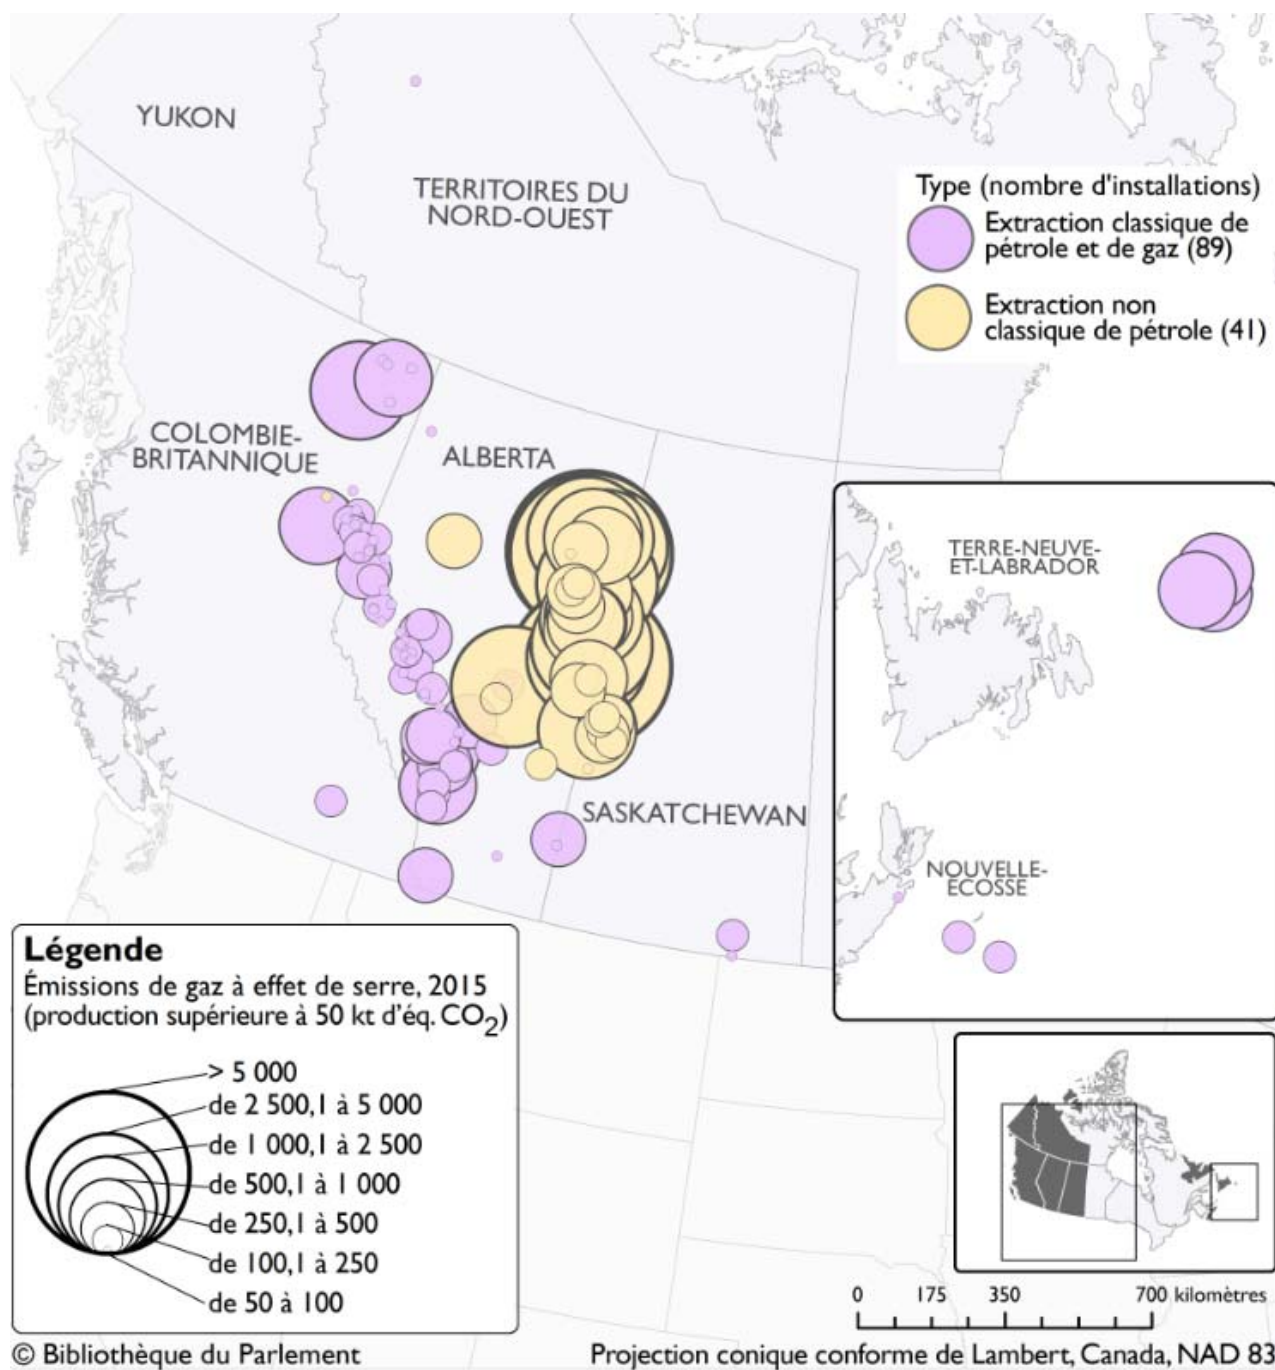 YUKON
TERRITOIRES DU
NORD-OUEST
Type (nombre d'installations)
Extraction classique de
pétrole et de gaz (89)
Extraction non
classique de pétrole (41)
COLOMBIE-
BRITANNIQUE
ALBERTA
SASKATCHEWAN
TERRE-NEUVE-
ET-LABRADOR
NOUVELLE-
ECOSSE
Légende
Émissions de gaz à effet de serre, 2015
(production supérieure à 50 kt d'éq. CO2)
> 5 000
de 2 500,1 à 5 000
de 1 000,1 à 2 500
de 500,1 à 1 000
de 250,1 à 500
de 100,1 à 250
de 50 à 100
0 175 350 700 kilomètres
© Bibliothèque du Parlement
Projection conique conforme de Lambert, Canada, NAD 83